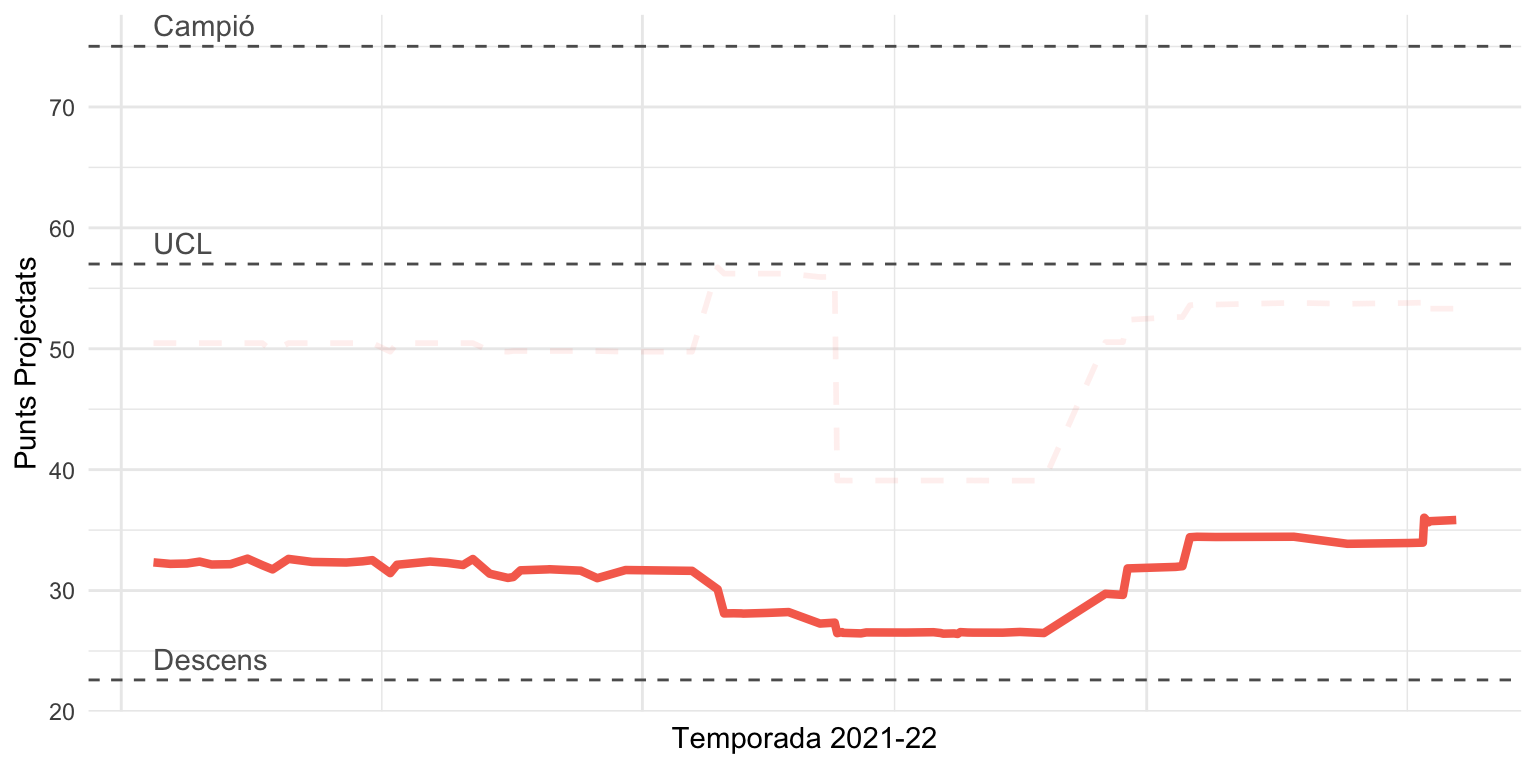 Campió
70
60
UCL
50
Punts Projectats
40
30
Descens
20
Temporada 2021-22